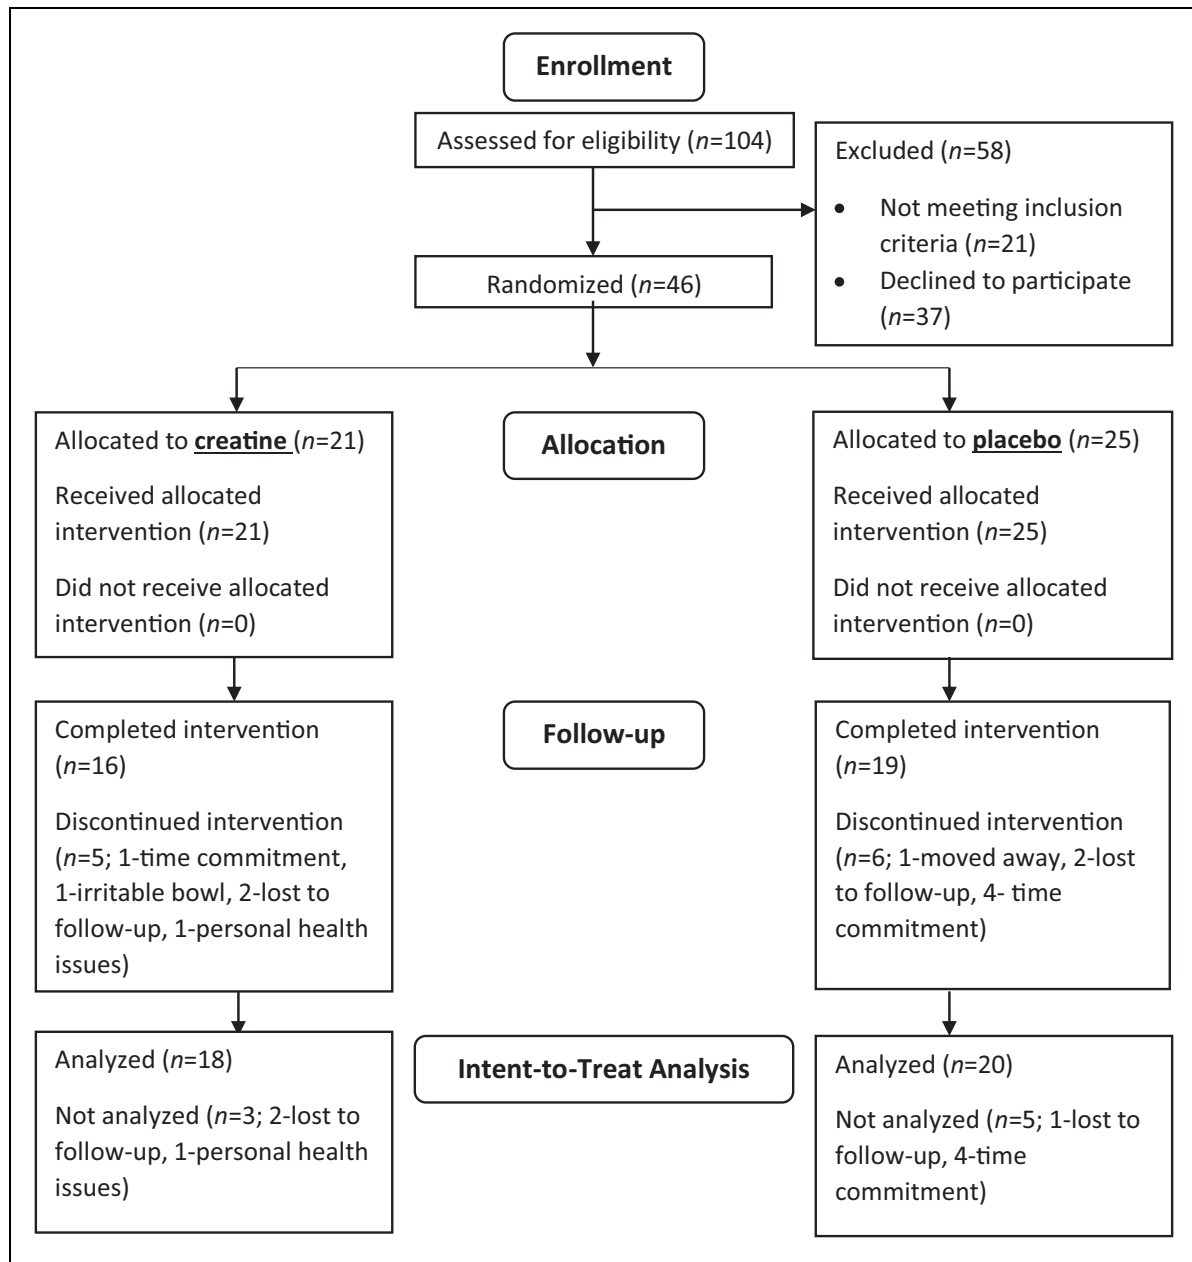 Enrollment
Assessed for eligibility (n=104)
Excluded (n=58)
• Not meeting inclusion
criteria (n=21)
• Declined to participate
(n=37)
Randomized (n=46)
Allocated to creatine (n=21)
Received allocated
intervention (n=21)
Did not receive allocated
intervention (n=0)
Allocation
Allocated to placebo (n=25)
Received allocated
intervention (n=25)
Did not receive allocated
intervention (n=0)
Completed intervention
(n=16)
Discontinued intervention
(n=5; 1-time commitment,
1-irritable bowl, 2-lost to
follow-up, 1-personal health
issues)
Follow-up
Completed intervention
(n=19)
Discontinued intervention
(n=6; 1-moved away, 2-lost
to follow-up, 4- time
commitment)
Analyzed (n=18)
Not analyzed (n=3; 2-lost to
follow-up, 1-personal health
issues)
Intent-to-Treat Analysis
Analyzed (n=20)
Not analyzed (n=5; 1-lost to
follow-up, 4-time
commitment)